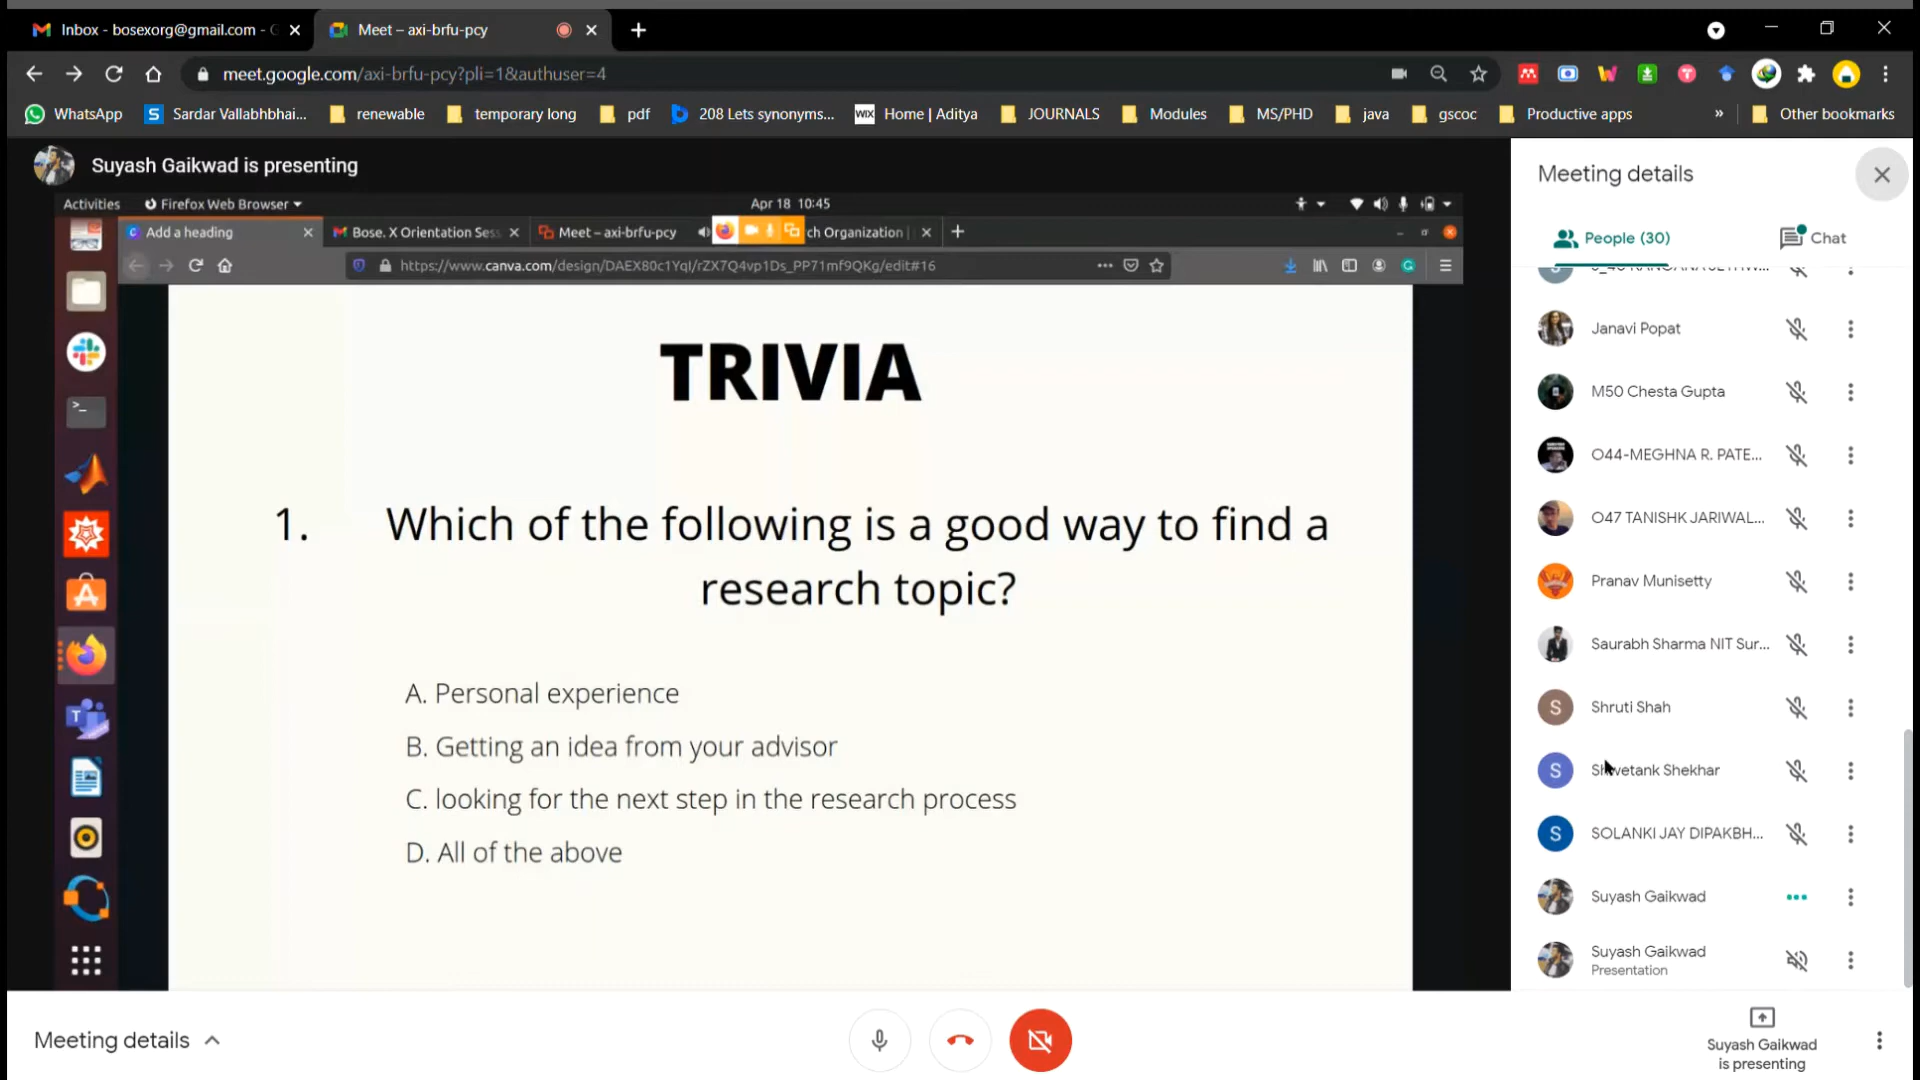 Inbox - bosexorg@gmail.com -
Meet – axi-brfu-pcy
meet.google.com/axi-brfu-pcy?pli=1&authuser=4
WhatsApp
Sardar Vallabhbhai...
renewable
temporary long
pdf
208 Lets synonyms...
WIX
Home | Aditya
JOURNALS
Modules
MS/PHD
java
gscoc
Productive apps
»
Other bookmarks
Suyash Gaikwad is presenting
Activities
Firefox Web Browser
Apr 18 10:45
Add a heading
Bose. X Orientation Ses
Meet – axi-brfu-pcy
ch Organization |
https://www.canva.com/design/DAEX80c1YqI/rZX7Q4vp1Ds_PP71mf9QKg/edit#16
TRIVIA
1. Which of the following is a good way to find a
research topic?
A. Personal experience
B. Getting an idea from your advisor
C. looking for the next step in the research process
D. All of the above
Meeting details
People (30)
Chat
Janavi Popat
M50 Chesta Gupta
O44-MEGHNA R. PATE...
O47 TANISHK JARIWAL...
Pranav Munisetty
Saurabh Sharma NIT Sur...
S
Shruti Shah
S
Shwetank Shekhar
S
SOLANKI JAY DIPAKBH...
Suyash Gaikwad
Suyash Gaikwad
Presentation
Meeting details
Suyash Gaikwad
is presenting